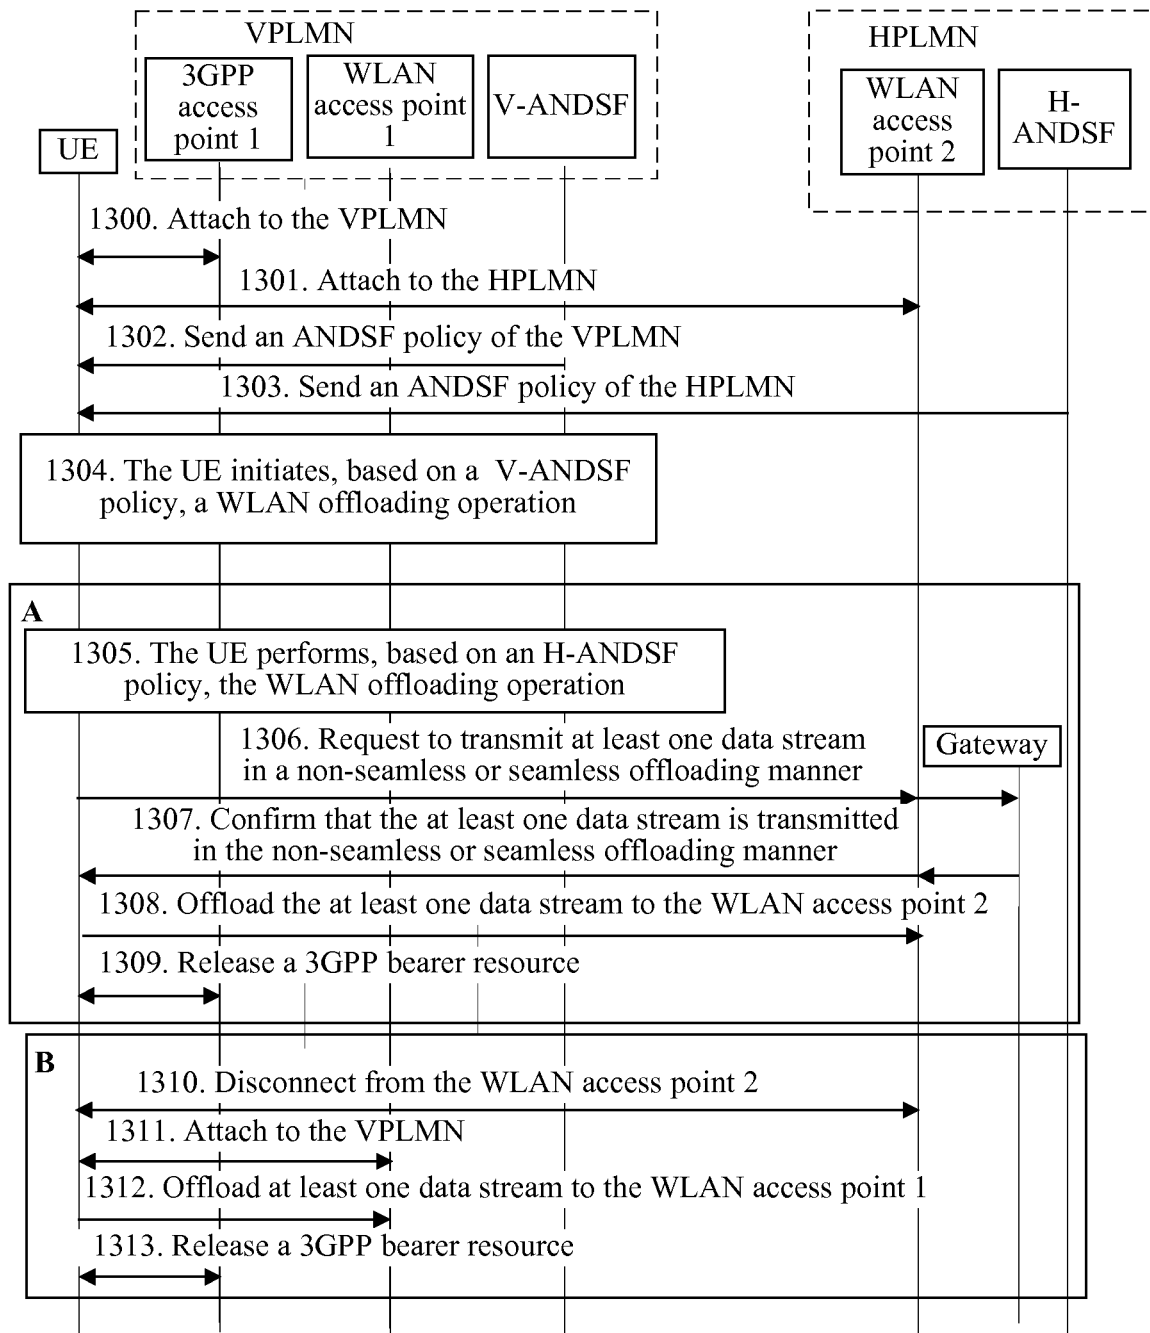 VPLMN
HPLMN
UE
3GPP
access
point 1
WLAN
access point
1
V-ANDSF
WLAN
access
point 2
H-
ANDSF
1300. Attach to the VPLMN
1301. Attach to the HPLMN
1302. Send an ANDSF policy of the VPLMN
1303. Send an ANDSF policy of the HPLMN
1304. The UE initiates, based on a V-ANDSF
policy, a WLAN offloading operation
A
1305. The UE performs, based on an H-ANDSF
policy, the WLAN offloading operation
1306. Request to transmit at least one data stream
in a non-seamless or seamless offloading manner
Gateway
1307. Confirm that the at least one data stream is transmitted
in the non-seamless or seamless offloading manner
1308. Offload the at least one data stream to the WLAN access point 2
1309. Release a 3GPP bearer resource
B
1310. Disconnect from the WLAN access point 2
1311. Attach to the VPLMN
1312. Offload at least one data stream to the WLAN access point 1
1313. Release a 3GPP bearer resource